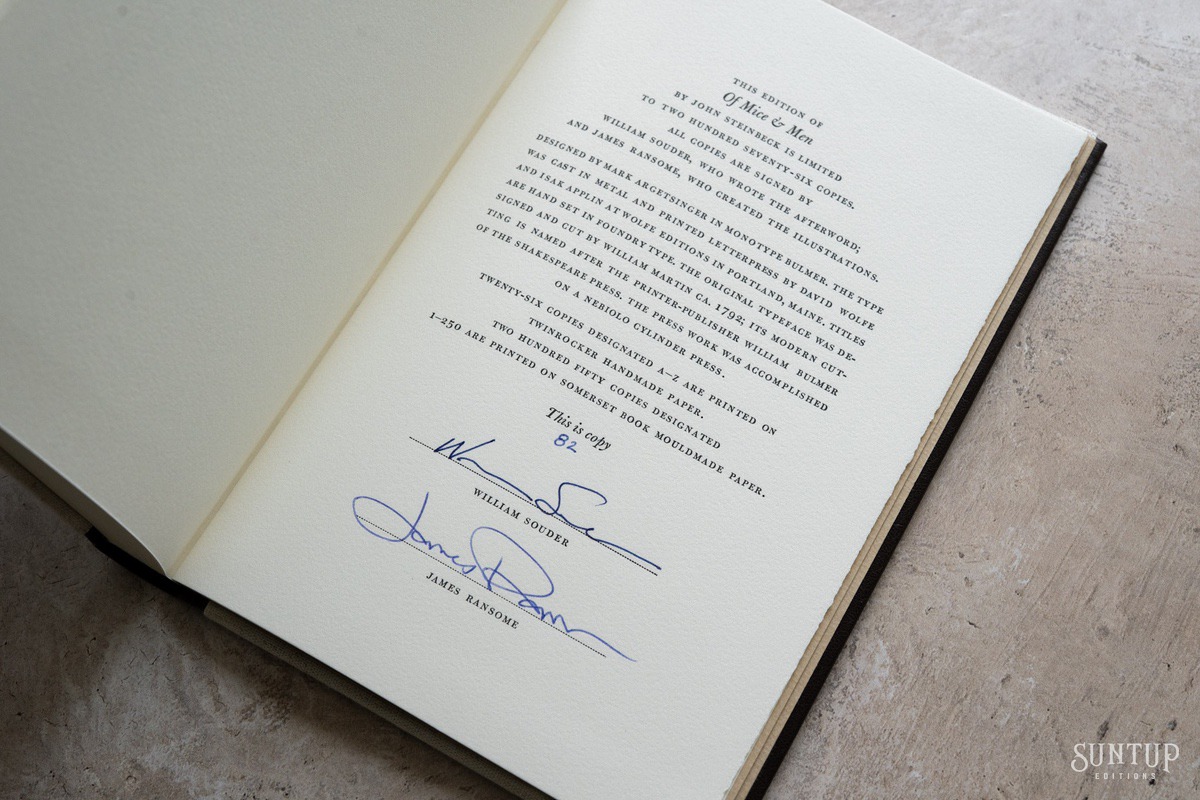 THIS EDITION OF
Of Mice & Men
BY JOHN STEINBECK IS LIMITED
TO TWO HUNDRED SEVENTY-SIX COPIES.
ALL COPIES ARE SIGNED BY
WILLIAM SOUDER, WHO WROTE THE AFTERWORD;
AND JAMES RANSOME, WHO CREATED THE ILLUSTRATIONS.
DESIGNED BY MARK ARGETSINGER IN MONOTYPE BULMER. THE TYPE
WAS CAST IN METAL AND PRINTED LETTERPRESS BY DAVID WOLFE
AND ISAK APPLIN AT WOLFE EDITIONS IN PORTLAND, MAINE. TITLES
ARE HAND SET IN FOUNDRY TYPE. THE ORIGINAL TYPEFACE WAS DE-
SIGNED AND CUT BY WILLIAM MARTIN CA. 1792; ITS MODERN CUT-
TING IS NAMED AFTER THE PRINTER-PUBLISHER WILLIAM BULMER
OF THE SHAKESPEARE PRESS. THE PRESS WORK WAS ACCOMPLISHED
ON A NEBIOLO CYLINDER PRESS.
TWENTY-SIX COPIES DESIGNATED A–Z ARE PRINTED ON
TWINROCKER HANDMADE PAPER.
TWO HUNDRED FIFTY COPIES DESIGNATED
1–250 ARE PRINTED ON SOMERSET BOOK MOULDMADE PAPER.
This is copy
82
WILLIAM SOUDER
James Ransome
JAMES RANSOME
SUNTUP
EDITIONS